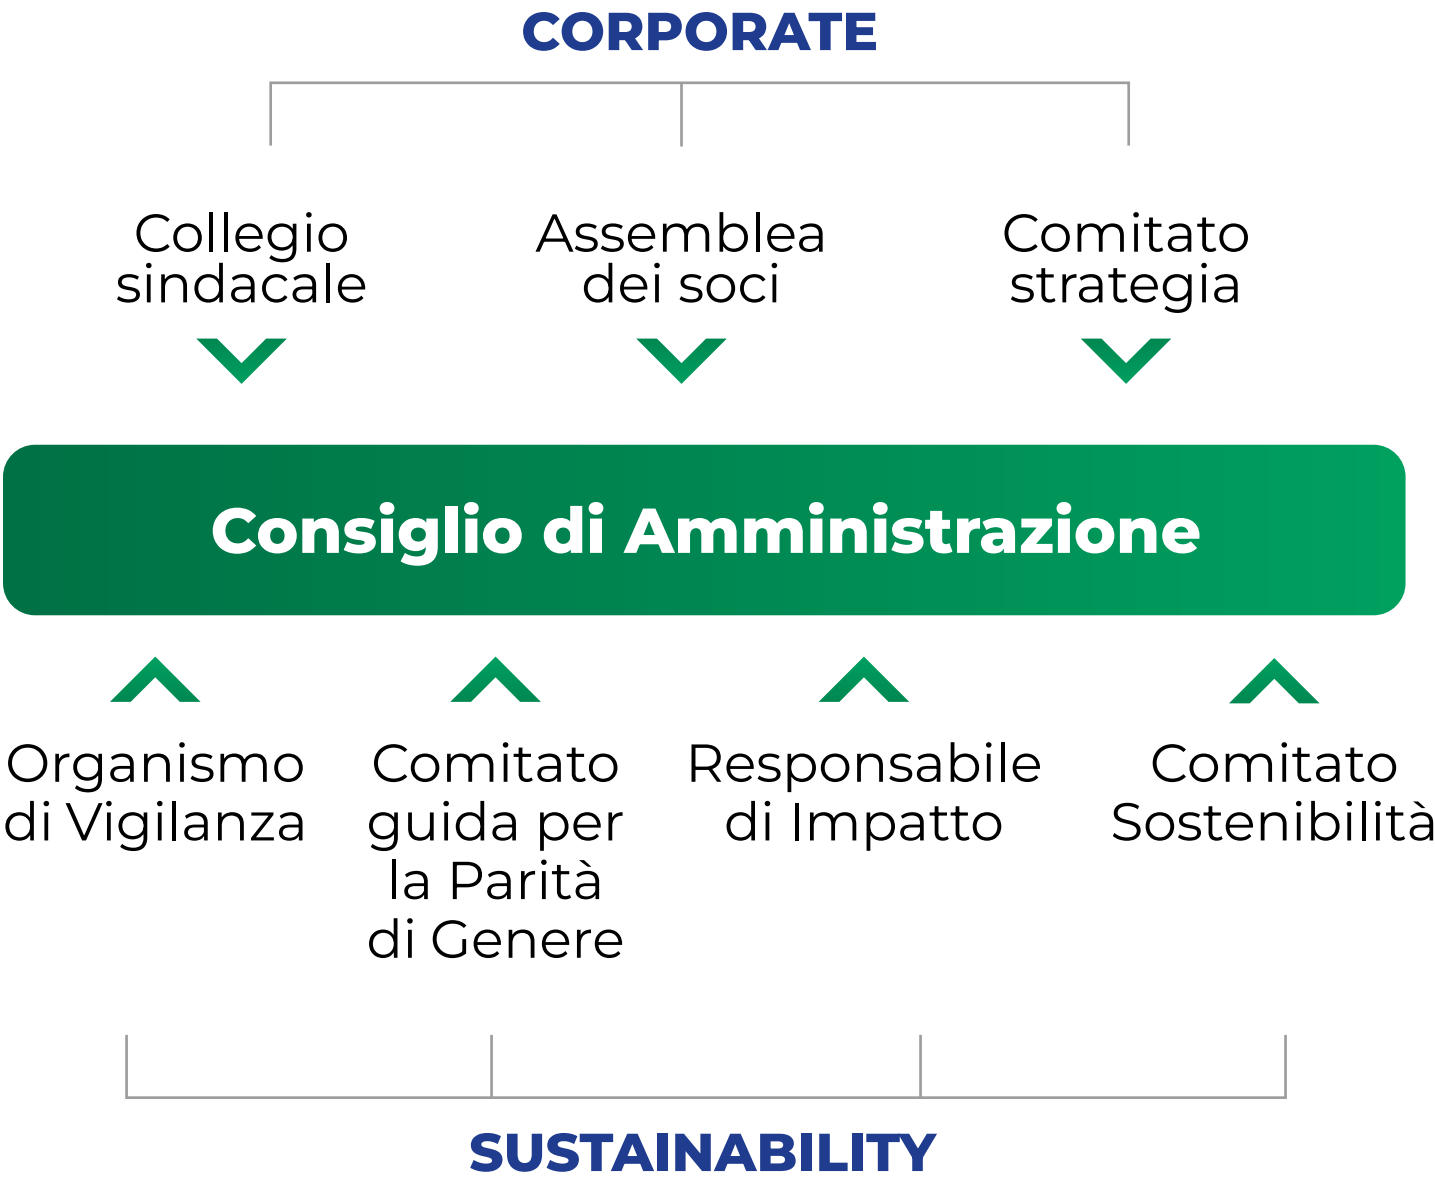 CORPORATE
Collegio
sindacale
Assemblea
dei soci
Comitato
strategia
Consiglio di Amministrazione
Organismo
di Vigilanza
Comitato
guida per
la Parità
di Genere
Responsabile
di Impatto
Comitato
Sostenibilità
SUSTAINABILITY